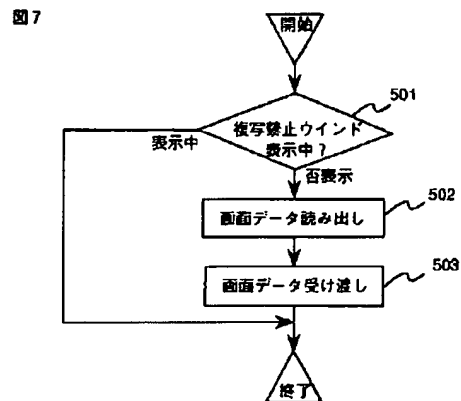 図7
開始
501
複写禁止ウインド
表示中？
表示中
否表示
502
画面データ読み出し
503
画面データ受け渡し
終了